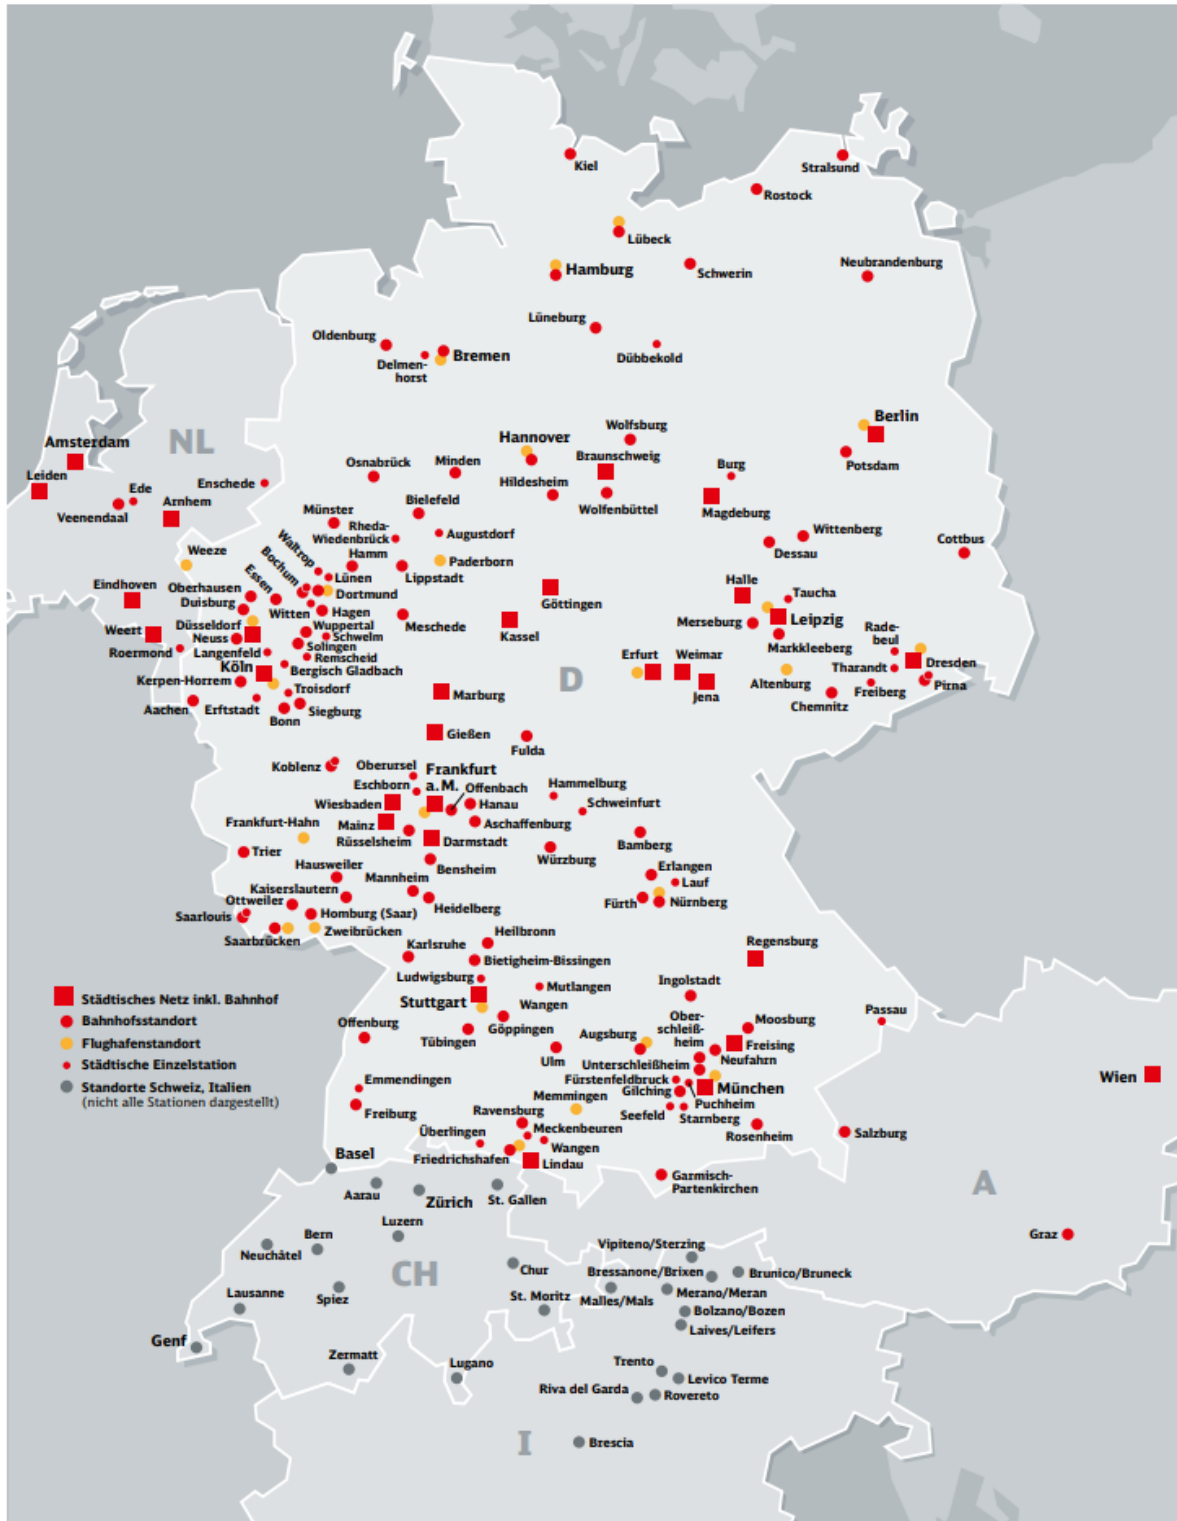 Kiel
Stralsund
Rostock
Lübeck
Hamburg
Schwerin
Neubrandenburg
Lüneburg
Oldenburg
Bremen
Delmen-
horst
Dübbekold
Berlin
Amsterdam
NL
Hannover
Wolfsburg
Braunschweig
Potsdam
Leiden
Osnabrück
Minden
Burg
Enschede
Hildesheim
Ede
Arnhem
Veenendaal
Münster
Bielefeld
Wolfenbüttel
Magdeburg
Rheda-
Wiedenbrück
Augustdorf
Wittenberg
Dessau
Cottbus
Weeze
Waltrop
Hamm
Paderborn
Bochum
Lünen
Lippstadt
Eindhoven
Oberhausen
Essen
Dortmund
Göttingen
Halle
Taucha
Duisburg
Witten
Hagen
Meschede
Kassel
Merseburg
Leipzig
Weert
Düsseldorf
Wuppertal
Neuss
Schwelm
Rade-
beul
Roermond
Langenfeld
Solingen
Remscheid
Erfurt
Weimar
Markkleeberg
Dresden
Köln
Bergisch Gladbach
D
Tharandt
Kerpen-Horrem
Troisdorf
Marburg
Jena
Altenburg
Freiberg
Pirna
Aachen
Erftstadt
Bonn
Siegburg
Chemnitz
Gießen
Fulda
Koblenz
Oberursel
Frankfurt
a. M.
Eschborn
Offenbach
Hammelburg
Wiesbaden
Hanau
Schweinfurt
Frankfurt-Hahn
Mainz
Aschaffenburg
Rüsselsheim
Darmstadt
Trier
Würzburg
Bamberg
Hausweiler
Bensheim
Erlangen
Mannheim
Lauf
Kaiserslautern
Ottweiler
Heidelberg
Fürth
Nürnberg
Saarlouis
Homburg (Saar)
Saarbrücken
Zweibrücken
Heilbronn
Karlsruhe
Regensburg
Bietigheim-Bissingen
Ludwigsburg
Ingolstadt
Mutlangen
Städtisches Netz inkl. Bahnhof
Stuttgart
Wangen
Passau
Bahnhofsstandort
Offenburg
Göppingen
Ober-
schleiß-
heim
Moosburg
Flughafenstandort
Tübingen
Augsburg
Freising
Städtische Einzelstation
Ulm
Neufahrn
Unterschleißheim
Standorte Schweiz, Italien
(nicht alle Stationen dargestellt)
Emmendingen
Fürstenfeldbruck
Gilching
München
Wien
Memmingen
Puchheim
Freiburg
Ravensburg
Seefeld
Starnberg
Überlingen
Meckenbeuren
Rosenheim
Salzburg
Wangen
Basel
Friedrichshafen
Lindau
Garmisch-
Partenkirchen
A
Aarau
Zürich
St. Gallen
Luzern
Graz
Bern
Neuchâtel
Vipiteno/Sterzing
CH
Chur
Bressanone/Brixen
Brunico/Bruneck
Lausanne
Spiez
St. Moritz
Malles/Mals
Merano/Meran
Bolzano/Bozen
Laives/Leifers
Genf
Zermatt
Lugano
Trento
Levico Terme
Riva del Garda
Rovereto
I
Brescia